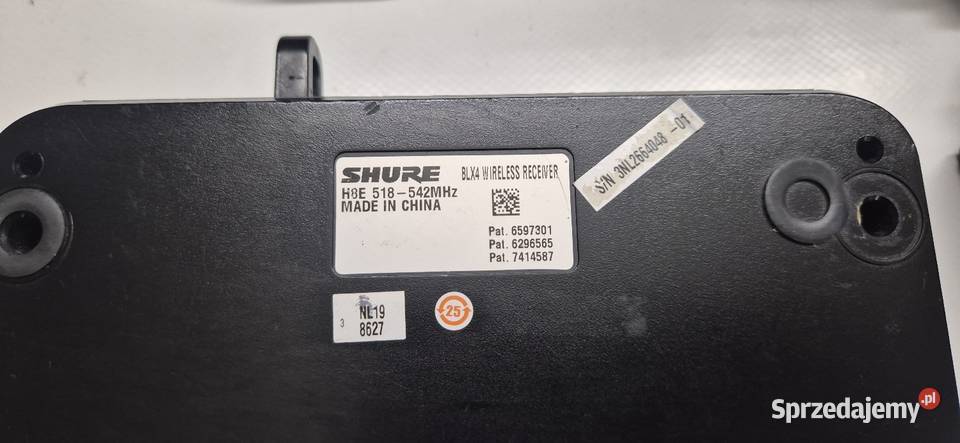 SHURE BLX4 WIRELESS RECEIVER
H8E 518-542MHz
MADE IN CHINA
Pat. 6597301
Pat. 6296565
Pat. 7414587
S/N 3NL2664048 -01
3
NL19
8627
25
Sprzedajemy.pl